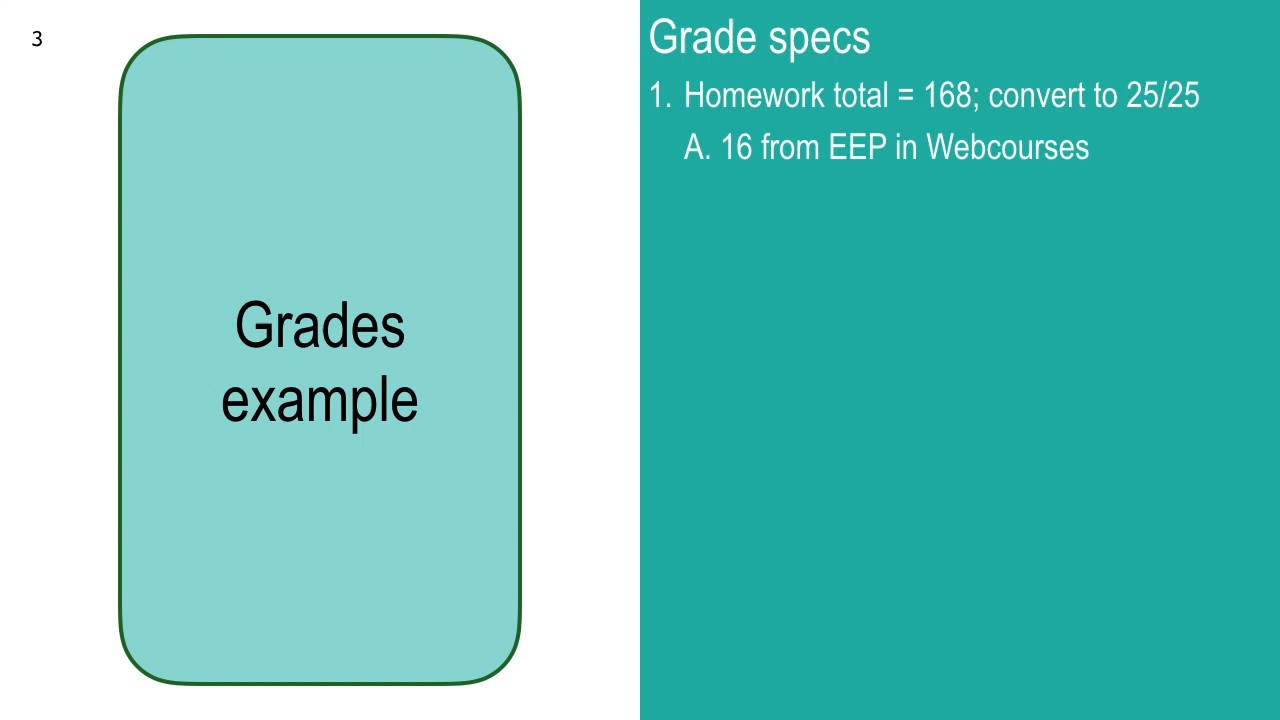 3
Grades
example
Grade specs
1. Homework total = 168; convert to 25/25
A. 16 from EEP in Webcourses